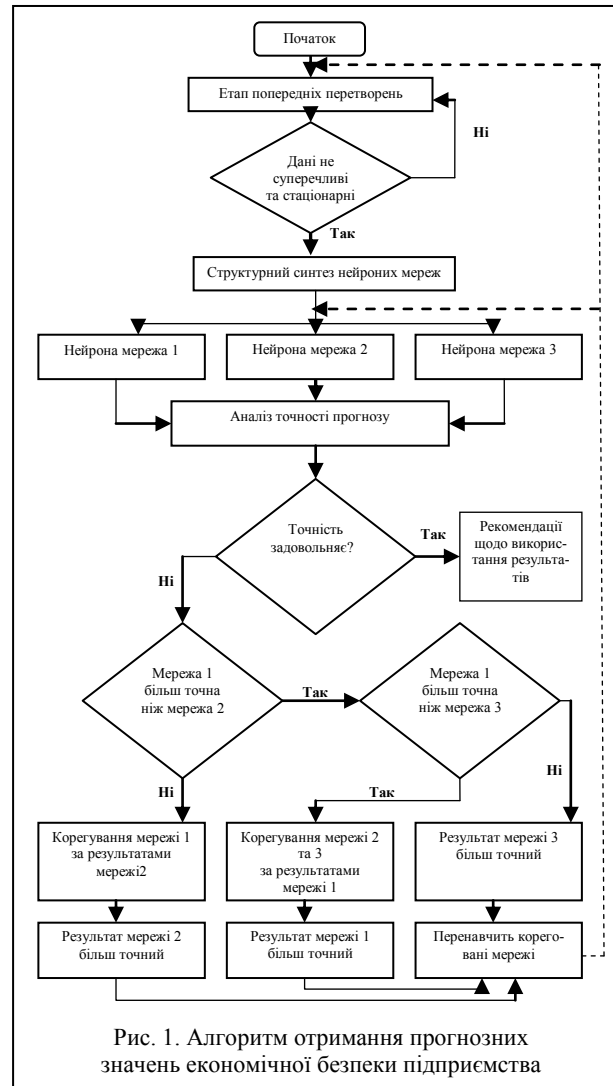 Початок
Етап попередніх перетворень
Ні
Дані не
суперечливі
та стаціонарні
Так
Структурний синтез нейроних мереж
Нейрона мережа 1
Нейрона мережа 2
Нейрона мережа 3
Аналіз точності прогнозу
Точність
задовольняє?
Так
Рекомендації
щодо викорис-
тання результа-
тів
Ні
Мережа 1
більш точна
ніж мережа 2
Так
Мережа 1
більш точна
ніж мережа 3
Ні
Так
Ні
Корегування мережі 1
за результатами
мережі2
Корегування мережі 2
та 3
за результатами
мережі 1
Результат мережі 3
більш точний
Результат мережі 2
більш точний
Результат мережі 1
більш точний
Перенавчить корего-
вані мережі
Рис. 1. Алгоритм отримання прогнозних
значень економічної безпеки підприємства